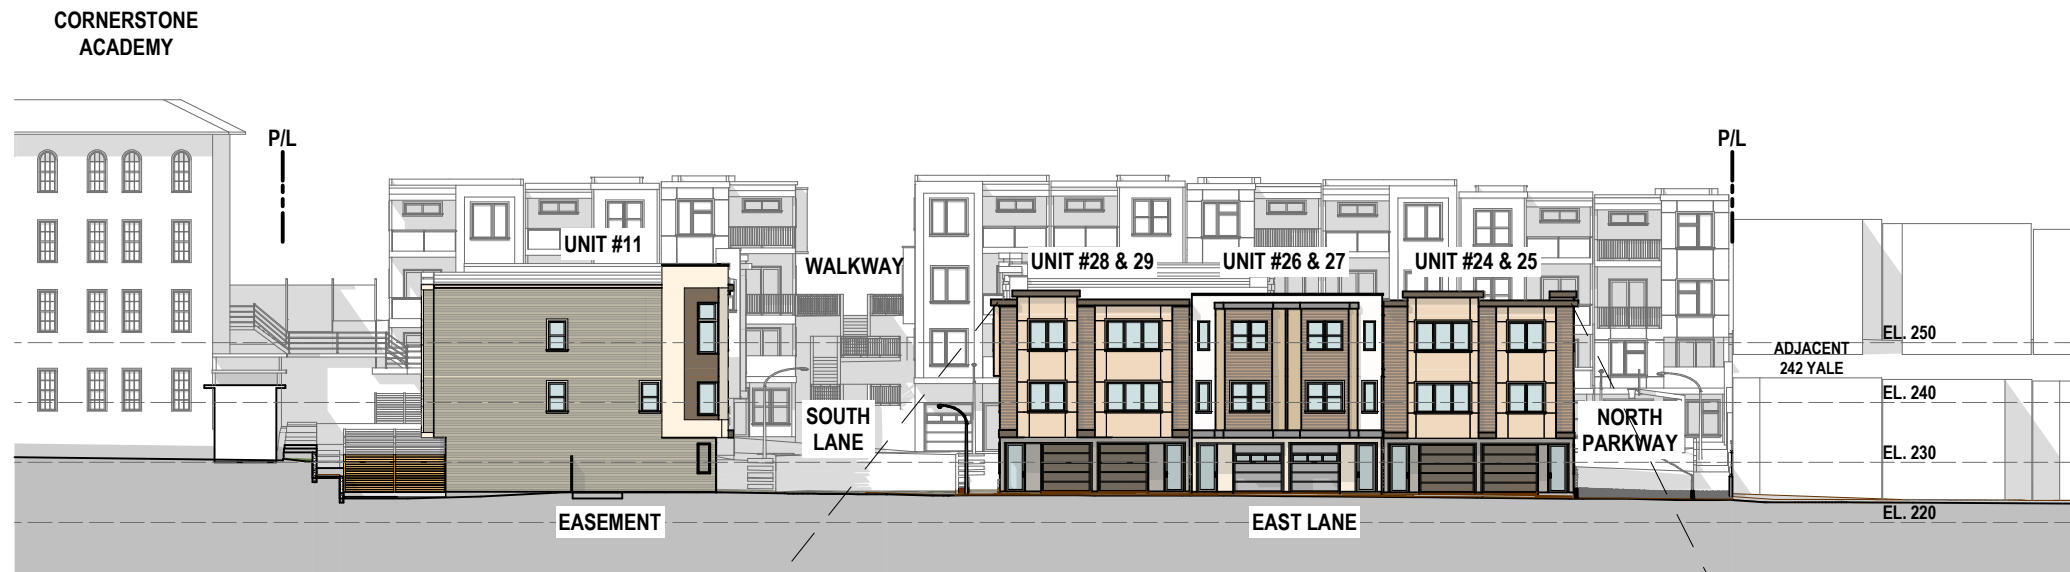 CORNERSTONE
ACADEMY
P/L
P/L
UNIT #11
WALKWAY
UNIT #28 & 29
UNIT #26 & 27
UNIT #24 & 25
EL. 250
ADJACENT
242 YALE
EL. 240
SOUTH
LANE
NORTH
PARKWAY
EL. 230
EL. 220
EASEMENT
EAST LANE